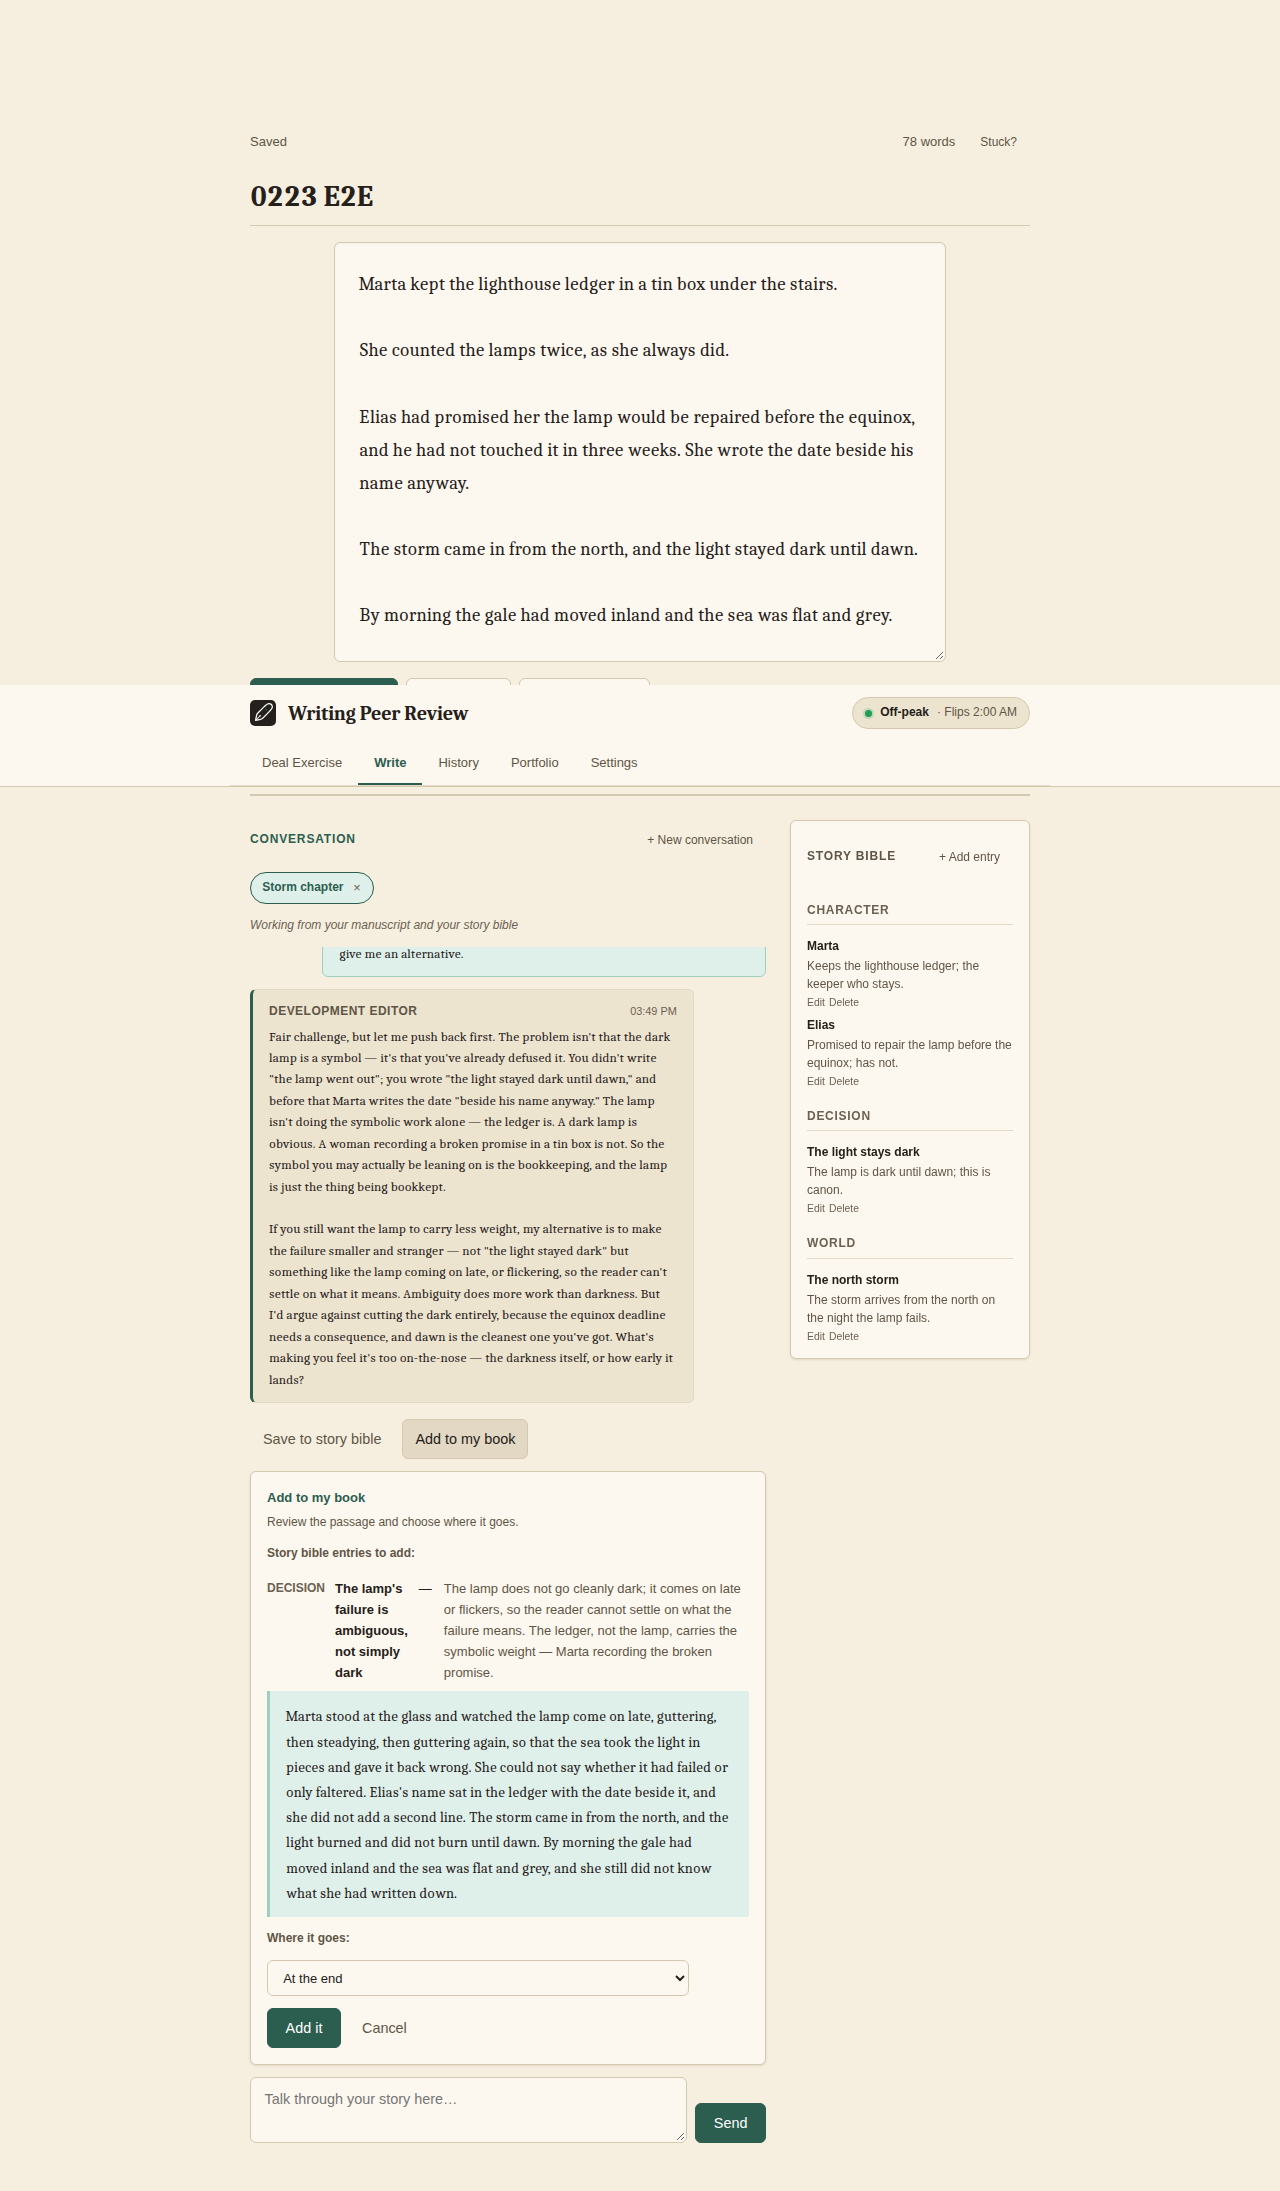 Saved
78 words
Stuck?
0223 E2E
Marta kept the lighthouse ledger in a tin box under the stairs.
She counted the lamps twice, as she always did.
Elias had promised her the lamp would be repaired before the equinox,
and he had not touched it in three weeks. She wrote the date beside his
name anyway.
The storm came in from the north, and the light stayed dark until dawn.
By morning the gale had moved inland and the sea was flat and grey.
Writing Peer Review
Off-peak · Flips 2:00 AM
Deal Exercise
Write
History
Portfolio
Settings
CONVERSATION
+ New conversation
Storm chapter ×
Working from your manuscript and your story bible
give me an alternative.
DEVELOPMENT EDITOR
03:49 PM
Fair challenge, but let me push back first. The problem isn't that the dark
lamp is a symbol — it's that you've already defused it. You didn't write
"the lamp went out"; you wrote "the light stayed dark until dawn," and
before that Marta writes the date "beside his name anyway." The lamp
isn't doing the symbolic work alone — the ledger is. A dark lamp is
obvious. A woman recording a broken promise in a tin box is not. So the
symbol you may actually be leaning on is the bookkeeping, and the lamp
is just the thing being bookkept.
If you still want the lamp to carry less weight, my alternative is to make
the failure smaller and stranger — not "the light stayed dark" but
something like the lamp coming on late, or flickering, so the reader can't
settle on what it means. Ambiguity does more work than darkness. But
I'd argue against cutting the dark entirely, because the equinox deadline
needs a consequence, and dawn is the cleanest one you've got. What's
making you feel it's too on-the-nose — the darkness itself, or how early it
lands?
Save to story bible
Add to my book
Add to my book
Review the passage and choose where it goes.
Story bible entries to add:
DECISION
The lamp's
failure is
ambiguous,
not simply
dark
—
The lamp does not go cleanly dark; it comes on late
or flickers, so the reader cannot settle on what the
failure means. The ledger, not the lamp, carries the
symbolic weight — Marta recording the broken
promise.
Marta stood at the glass and watched the lamp come on late, guttering,
then steadying, then guttering again, so that the sea took the light in
pieces and gave it back wrong. She could not say whether it had failed or
only faltered. Elias's name sat in the ledger with the date beside it, and
she did not add a second line. The storm came in from the north, and the
light burned and did not burn until dawn. By morning the gale had
moved inland and the sea was flat and grey, and she still did not know
what she had written down.
Where it goes:
At the end
Add it
Cancel
Talk through your story here…
Send
STORY BIBLE
+ Add entry
CHARACTER
Marta
Keeps the lighthouse ledger; the
keeper who stays.
Edit Delete
Elias
Promised to repair the lamp before the
equinox; has not.
Edit Delete
DECISION
The light stays dark
The lamp is dark until dawn; this is
canon.
Edit Delete
WORLD
The north storm
The storm arrives from the north on
the night the lamp fails.
Edit Delete